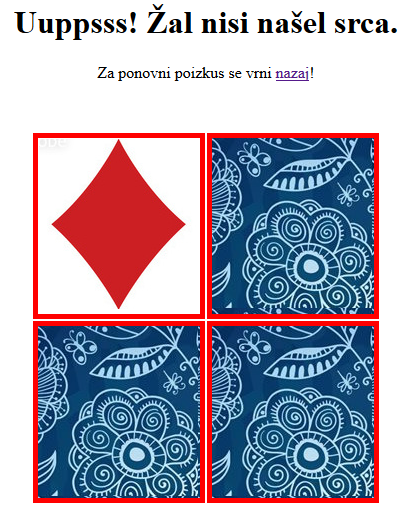 Uuppsss! Žal nisi našel srca.
Za ponovni poizkus se vrni nazaj!